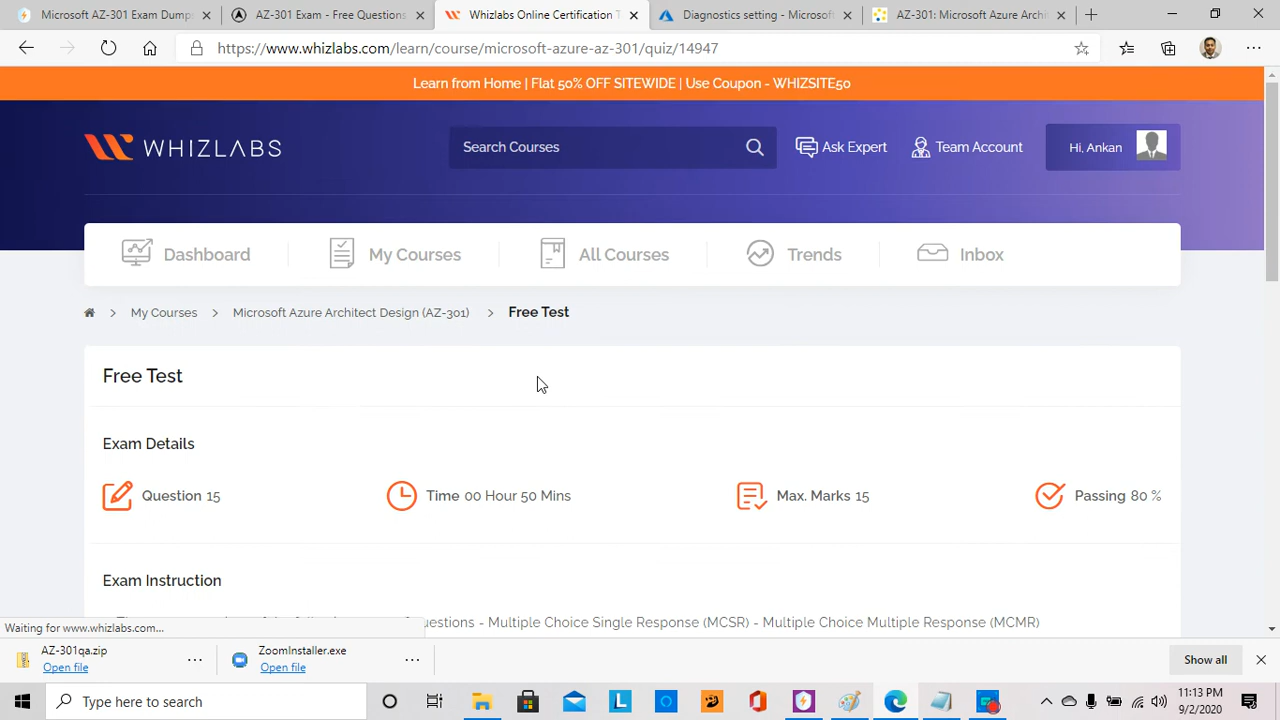 Microsoft AZ-301 Exam Dump
AZ-301 Exam - Free Questions
Whizlabs Online Certification T
Diagnostics setting - Microsoft
AZ-301: Microsoft Azure Archi
https://www.whizlabs.com/learn/course/microsoft-azure-az-301/quiz/14947
Learn from Home | Flat 50% OFF SITEWIDE | Use Coupon - WHIZSITE50
WHIZLABS
Search Courses
Ask Expert
Team Account
Hi, Ankan
Dashboard
My Courses
All Courses
Trends
Inbox
My Courses > Microsoft Azure Architect Design (AZ-301) > Free Test
Free Test
Exam Details
Question 15
Time 00 Hour 50 Mins
Max. Marks 15
Passing 80 %
Exam Instruction
uestions - Multiple Choice Single Response (MCSR) - Multiple Choice Multiple Response (MCMR)
Waiting for www.whizlabs.com...
AZ-301qa.zip
Open file
ZoomInstaller.exe
Open file
Show all
Type here to search
11:13 PM
9/2/2020